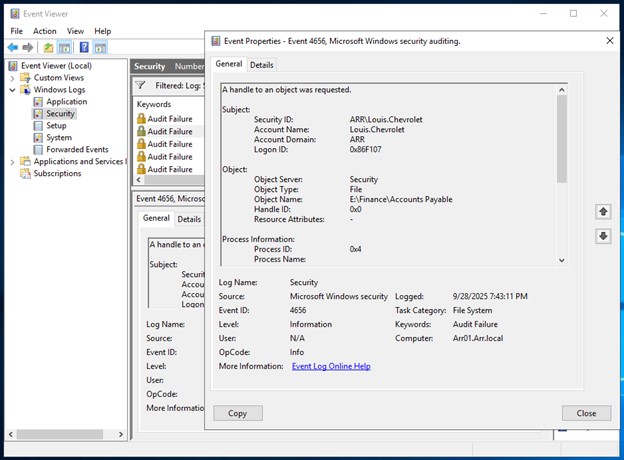 Event Viewer
File Action View Help
Event Viewer (Local)
Custom Views
Windows Logs
Application
Security
Setup
System
Forwarded Events
Applications and Services
Subscriptions
Security Number
Filtered: Log:
Keywords
Audit Failure
Audit Failure
Audit Failure
Audit Failure
Audit Failure
Event 4656, Microso
General Details
A handle to an
Subject:
Secu
Acco
Acco
Log
Log Name:
Source:
Event ID:
Level:
User:
OpCode:
More Informatio
Event Properties - Event 4656, Microsoft Windows security auditing.
General Details
A handle to an object was requested.
Subject:
Security ID: ARR\Louis.Chevrolet
Account Name: Louis.Chevrolet
Account Domain: ARR
Logon ID: 0x86F107
Object:
Object Server: Security
Object Type: File
Object Name: E:\Finance\Accounts Payable
Handle ID: 0x0
Resource Attributes: -
Process Information:
Process ID: 0x4
Process Name:
Log Name: Security
Source: Microsoft Windows security Logged: 9/28/2025 7:43:11 PM
Event ID: 4656 Task Category: File System
Level: Information Keywords: Audit Failure
User: N/A Computer: Arr01.Arr.local
OpCode: Info
More Information: Event Log Online Help
Copy Close